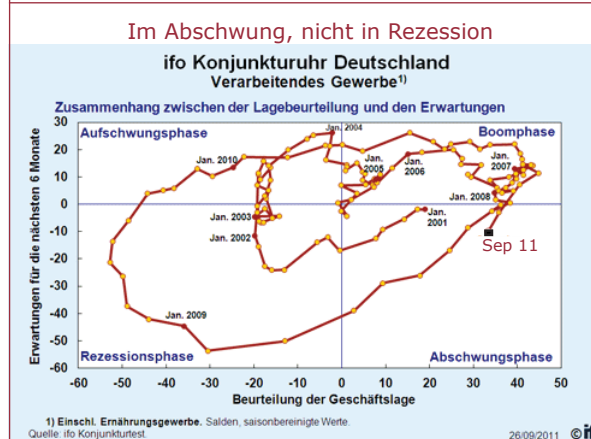 Im Abschwung, nicht in Rezession
ifo Konjunkturuhr Deutschland
Verarbeitendes Gewerbe1)
Zusammenhang zwischen der Lagebeurteilung und den Erwartungen
Erwartungen für die nächsten 6 Monate
30
20
10
0
-10
-20
-30
-40
-50
-60
Aufschwungsphase
Boomphase
Jan. 2004
Jan. 2010
Jan. 2005
Jan. 2006
Jan. 2007
Jan. 2008
Jan. 2003
Jan. 2002
Jan. 2001
Sep 11
Jan. 2009
Rezessionsphase
Abschwungsphase
-60 -50 -40 -30 -20 -10 0 10 20 30 40 50
Beurteilung der Geschäftslage
1) Einschl. Ernährungsgewerbe. Salden, saisonbereinigte Werte.
Quelle: ifo Konjunkturtest.
26/09/2011 ©